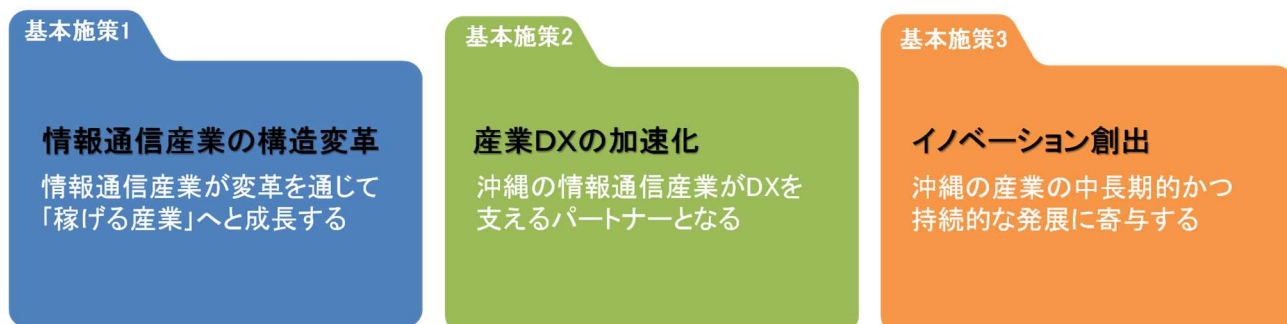 基本施策1
情報通信産業の構造変革
情報通信産業が変革を通じて
「稼げる産業」へと成長する
基本施策2
産業DXの加速化
沖縄の情報通信産業がDXを
支えるパートナーとなる
基本施策3
イノベーション創出
沖縄の産業の中長期的かつ
持続的な発展に寄与する